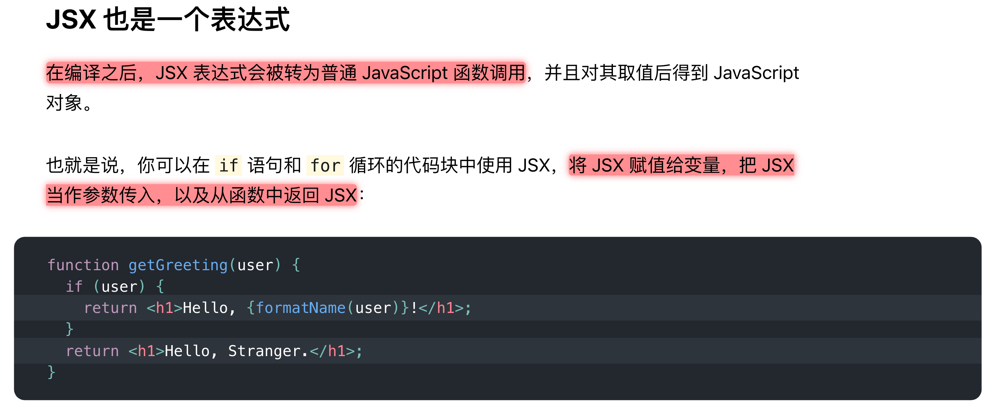 JSX 也是一个表达式
在编译之后，JSX 表达式会被转为普通 JavaScript 函数调用，并且对其取值后得到 JavaScript
对象。
也就是说，你可以在 if 语句和 for 循环的代码块中使用 JSX，将 JSX 赋值给变量，把 JSX
当作参数传入，以及从函数中返回 JSX：
function getGreeting(user) {
  if (user) {
    return <h1>Hello, {formatName(user)}!</h1>;
  }
  return <h1>Hello, Stranger.</h1>;
}